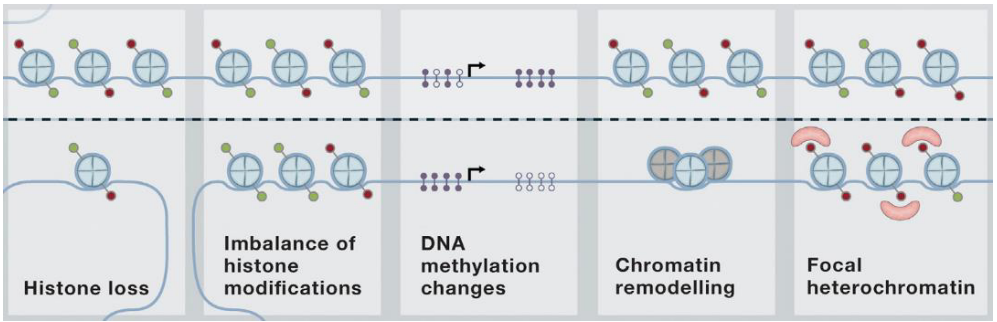 Histone loss
Imbalance of
histone
modifications
DNA
methylation
changes
Chromatin
remodelling
Focal
heterochromatin